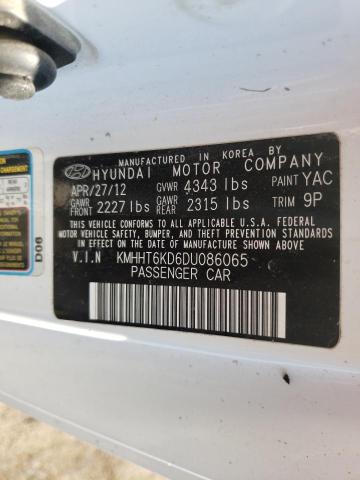 MANUFACTURED IN KOREA BY
HYUNDAI MOTOR COMPANY
APR/27/12 GVWR 4343 lbs PAINT YAC
GAWR FRONT 2227 lbs GAWR REAR 2315 lbs TRIM 9P
THIS VEHICLE CONFORMS TO ALL APPLICABLE U.S.A. FEDERAL
MOTOR VEHICLE SAFETY, BUMPER, AND THEFT PREVENTION
STANDARDS IN EFFECT ON THE DATE OF MANUFACTURE SHOWN ABOVE.
V.I.N KMHHT6KD6DU086065
PASSENGER CAR
D06